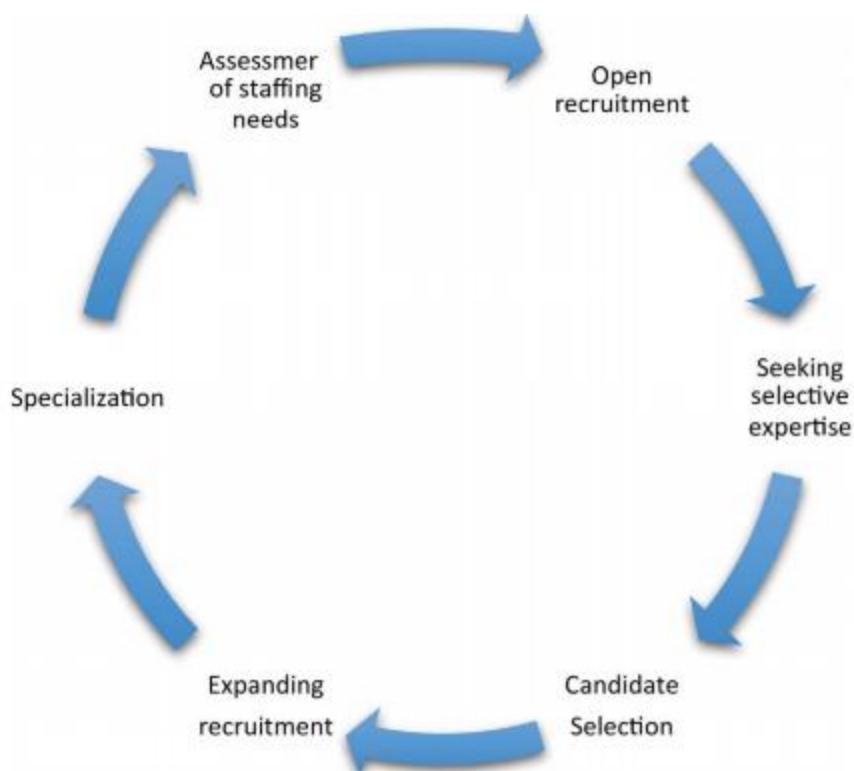 Assessmer
of staffing
needs
Open
recruitment
Seeking
selective
expertise
Candidate
Selection
Expanding
recruitment
Specialization